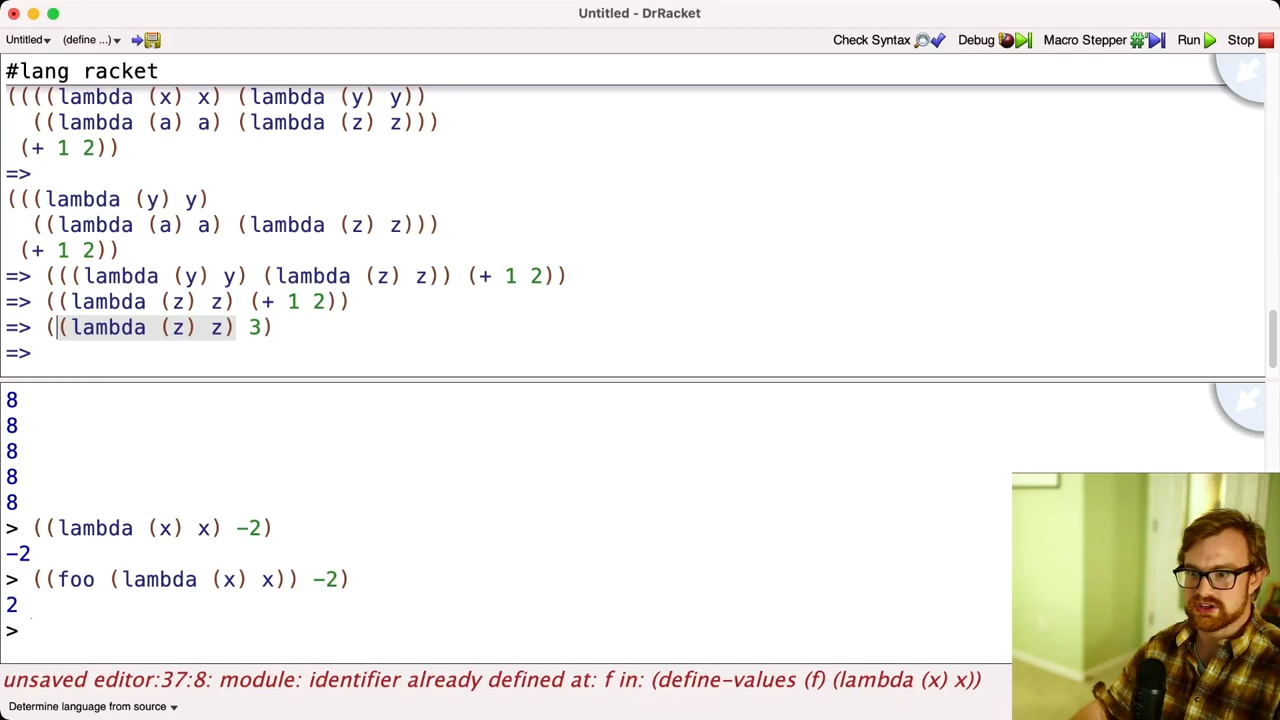 Untitled - DrRacket
Untitled (define ...) Check Syntax Debug Macro Stepper Run Stop
#lang racket
((((lambda (x) x) (lambda (y) y))
((lambda (a) a) (lambda (z) z)))
(+ 1 2))
=>
(((lambda (y) y)
((lambda (a) a) (lambda (z) z)))
(+ 1 2))
=> (((lambda (y) y) (lambda (z) z)) (+ 1 2))
=> ((lambda (z) z) (+ 1 2))
=> ((lambda (z) z) 3)
=>
8
8
8
8
8
> ((lambda (x) x) -2)
-2
> ((foo (lambda (x) x)) -2)
2
>
unsaved editor:37:8: module: identifier already defined at: f in: (define-values (f) (lambda (x) x))
Determine language from source